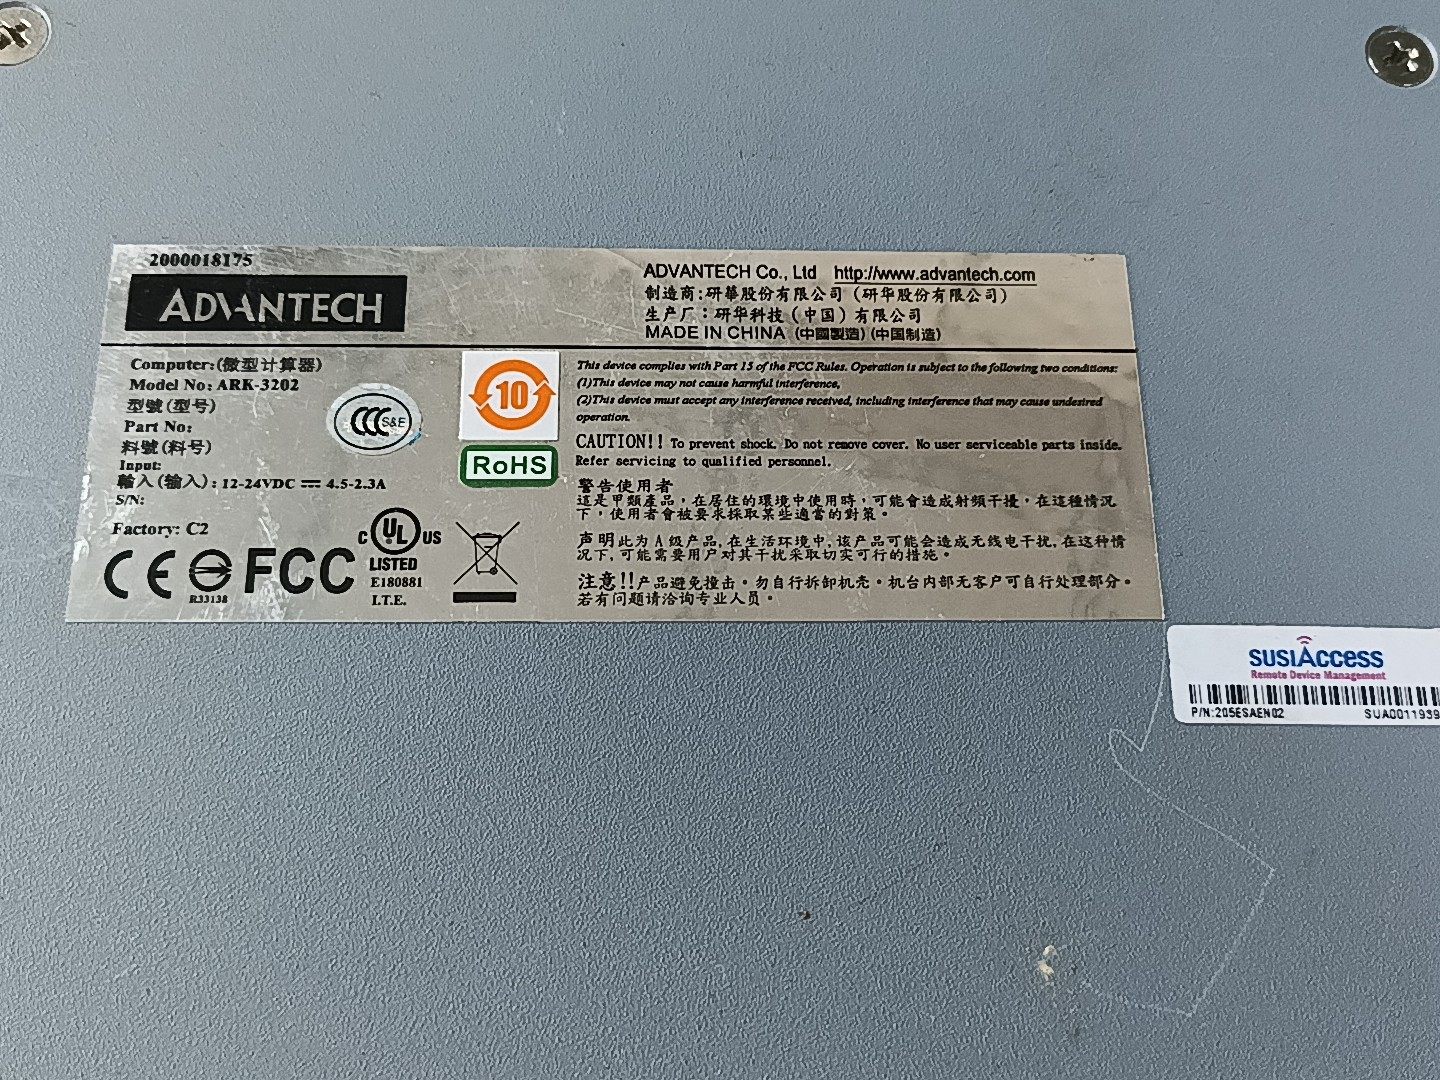 2000018175
ADVANTECH
ADVANTECH Co., Ltd http://www.advantech.com
制造商:研華股份有限公司 (研华股份有限公司)
生产厂：研华科技(中国)有限公司
MADE IN CHINA (中國製造) (中国制造)
Computer:(微型计算器)
Model No: ARK-3202
型號(型号)
Part No:
料號(料号)
Input:
輸入(输入): 12-24VDC ⎓ 4.5-2.3A
S/N:
Factory: C2
CCC S&E
10
RoHS
CE
R33138
FCC
C UL US
LISTED
E180881
I.T.E.
This device complies with Part 15 of the FCC Rules. Operation is subject to the following two conditions:
(1)This device may not cause harmful interference,
(2)This device must accept any interference received, including interference that may cause undesired
operation.
CAUTION!! To prevent shock. Do not remove cover. No user serviceable parts inside.
Refer servicing to qualified personnel.
警告使用者
這是甲類產品，在居住的環境中使用時，可能會造成射頻干擾，在這種情況
下，使用者會被要求採取某些適當的對策。
声明此为 A 级产品,在生活环境中,该产品可能会造成无线电干扰,在这种情
况下,可能需要用户对其干扰采取切实可行的措施。
注意!!产品避免撞击。勿自行拆卸机壳。机台内部无客户可自行处理部分。
若有问题请洽询专业人员。
SUSIAccess
Remote Device Management
P/N:205ESAEN02 SUA0011939